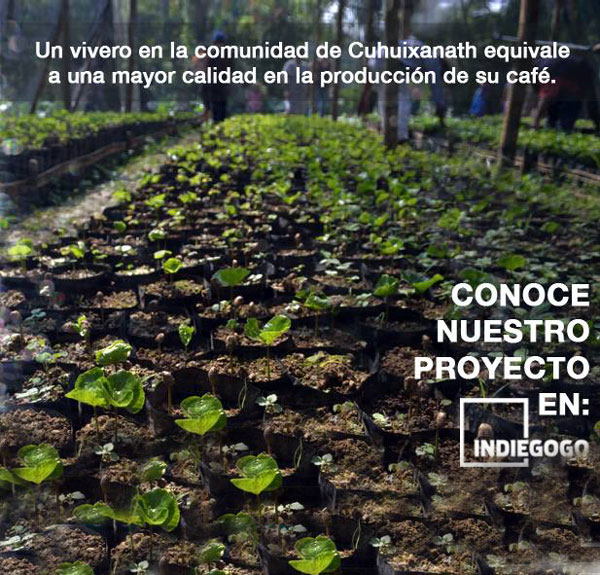 Un vivero en la comunidad de Cuhuixanath equivale
a una mayor calidad en la producción de su café.
CONOCE
NUESTRO
PROYECTO
EN:
INDIEGOGO